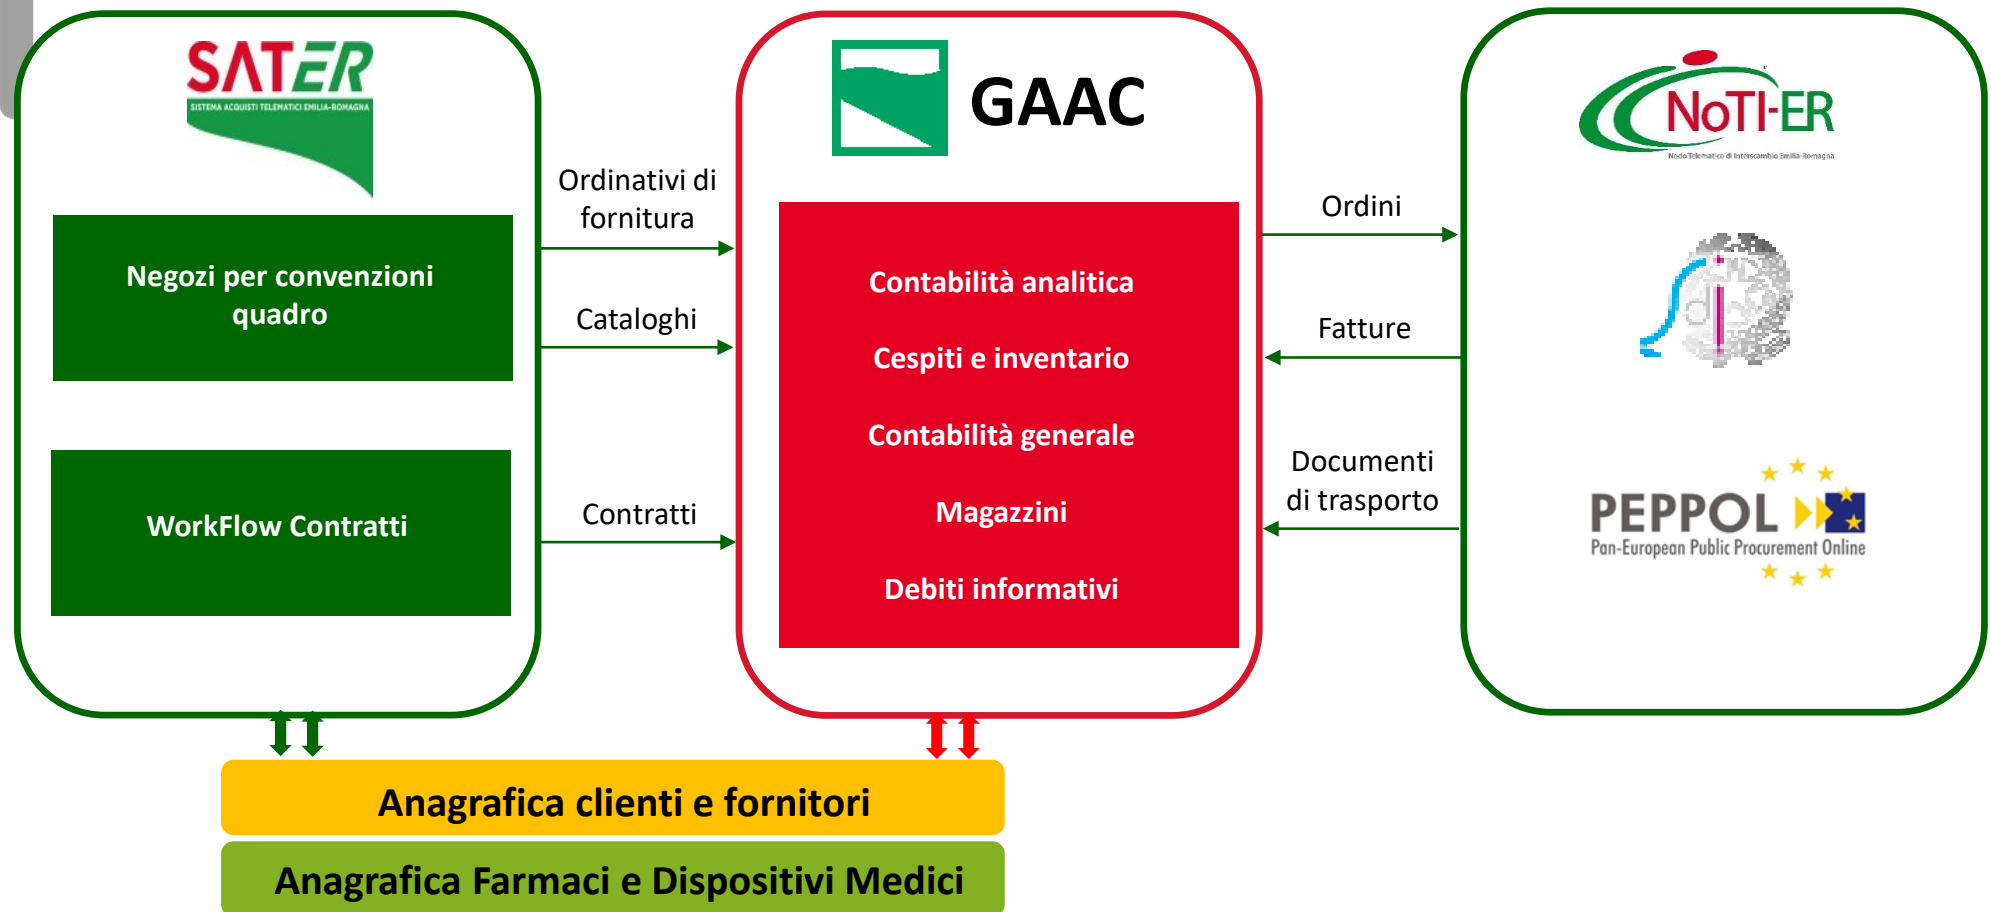 SATER
SISTEMA ACQUISTI TELEMATICI EMILIA-ROMAGNA
Negozi per convenzioni
quadro
WorkFlow Contratti
Ordinativi di
fornitura
Cataloghi
Contratti
GAAC
Contabilità analitica
Cespiti e inventario
Contabilità generale
Magazzini
Debiti informativi
Ordini
Fatture
Documenti
di trasporto
NoTI-ER
Nodo Telematico di Interscambio Emilia-Romagna
PEPPOL
Pan-European Public Procurement Online
Anagrafica clienti e fornitori
Anagrafica Farmaci e Dispositivi Medici